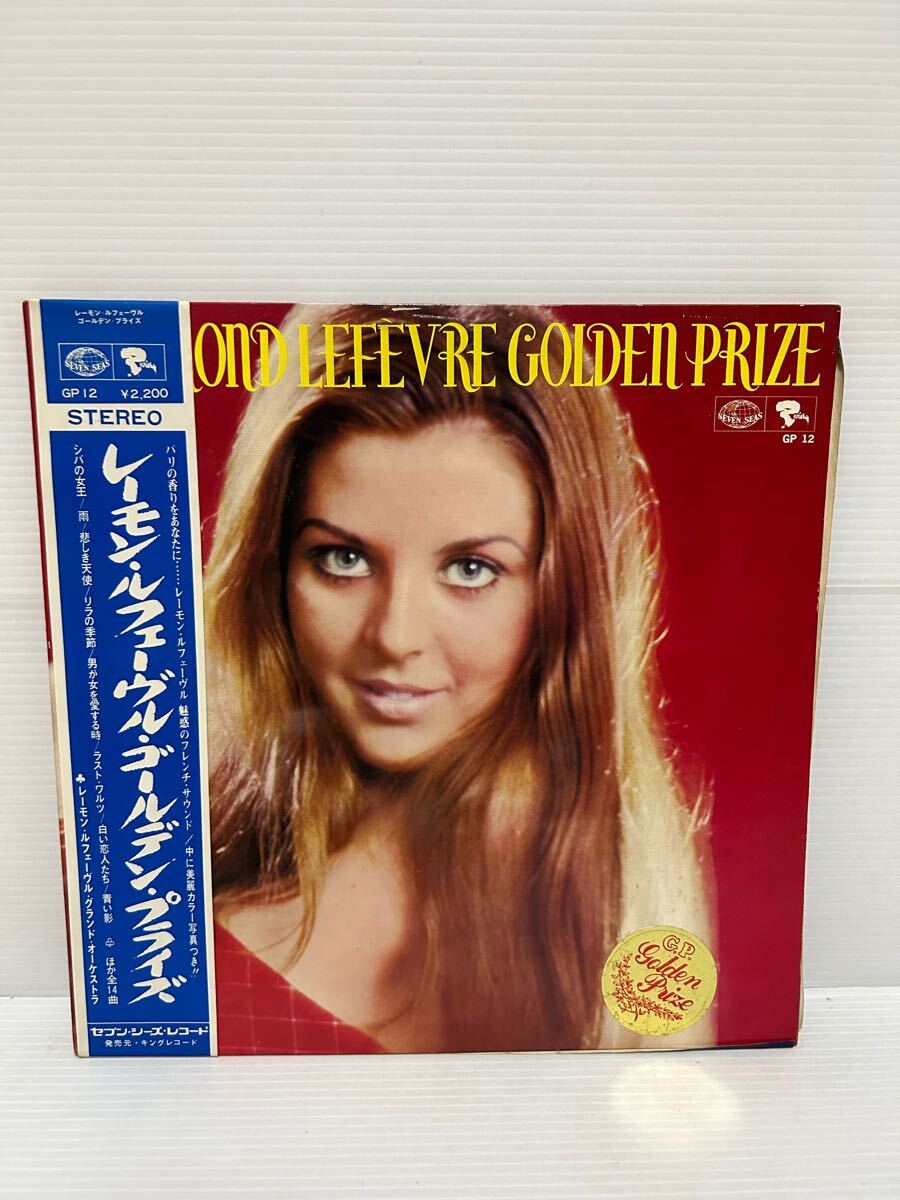 レーモン・ルフェーヴル
ゴールデン・プライズ
SEVEN SEAS
Riviera
GP 12 ¥2,200
STEREO
パリの香りをあなたに……レーモン・ルフェーヴル 魅惑のフレンチ・サウンド/中に美麗カラー写真つき!!
レーモン・ルフェーヴル・ゴールデン・プライズ
シバの女王/雨/悲しき天使/リラの季節/男が女を愛する時/ラスト・ワルツ/白い恋人たち/青い影 ✣ ほか全14曲
♣レーモン・ルフェーヴル・グランド・オーケストラ
セブン・シーズ・レコード
発売元・キングレコード
OND LEFEVRE GOLDEN PRIZE
SEVEN SEAS
GP 12
G.P.
Golden
Prize